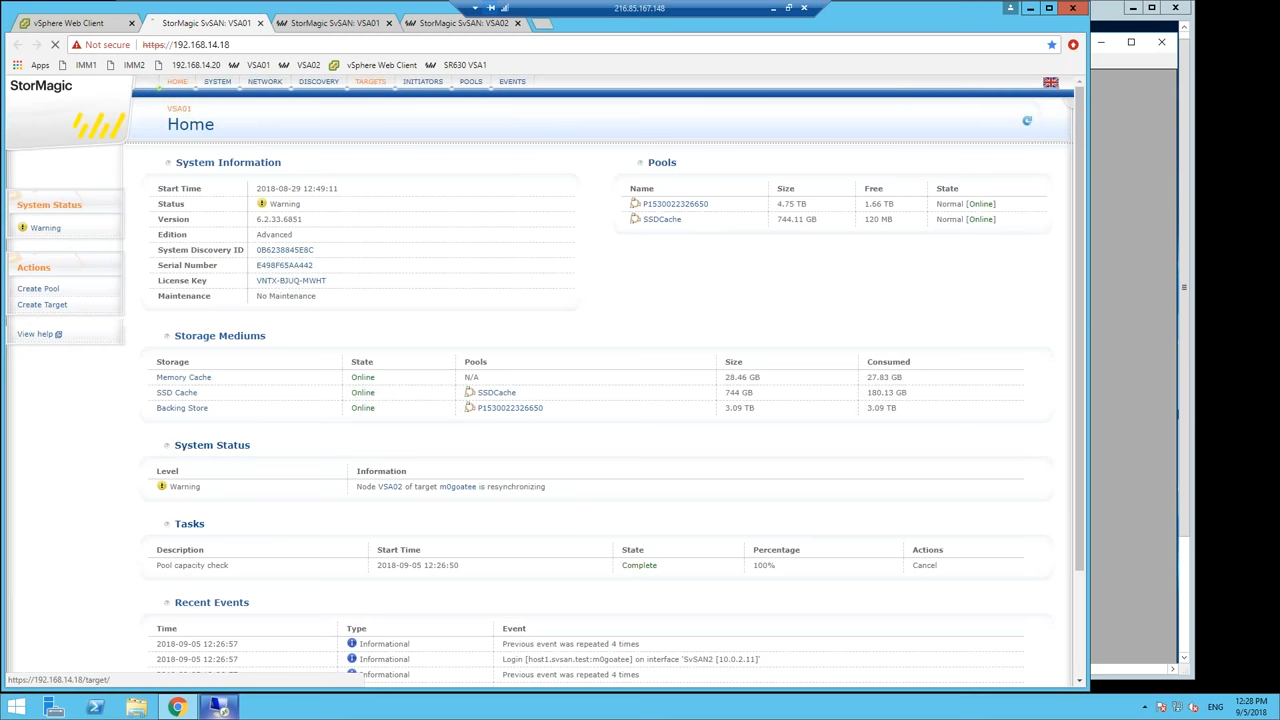 216.85.167.148
vSphere Web Client
StorMagic SvSAN: VSA01
StorMagic SvSAN: VSA01
StorMagic SvSAN: VSA02
Not secure https://192.168.14.18
Apps IMM1 IMM2 192.168.14.20 VSA01 VSA02 vSphere Web Client SR630 VSA1
StorMagic
HOME SYSTEM NETWORK DISCOVERY TARGETS INITIATORS POOLS EVENTS
VSA01
Home
System Status
Warning
Actions
Create Pool
Create Target
View help
System Information
Start Time 2018-08-29 12:49:11
Status Warning
Version 6.2.33.6851
Edition Advanced
System Discovery ID 0B6238845E8C
Serial Number E498F65AA442
License Key VNTX-BJUQ-MWHT
Maintenance No Maintenance
Pools
Name Size Free State
P1530022326650 4.75 TB 1.66 TB Normal [Online]
SSDCache 744.11 GB 120 MB Normal [Online]
Storage Mediums
Storage State Pools Size Consumed
Memory Cache Online N/A 28.46 GB 27.83 GB
SSD Cache Online SSDCache 744 GB 180.13 GB
Backing Store Online P1530022326650 3.09 TB 3.09 TB
System Status
Level Information
Warning Node VSA02 of target m0goatee is resynchronizing
Tasks
Description Start Time State Percentage Actions
Pool capacity check 2018-09-05 12:26:50 Complete 100% Cancel
Recent Events
Time Type Event
2018-09-05 12:26:57 Informational Previous event was repeated 4 times
2018-09-05 12:26:57 Informational Login [host1.svsan.test:m0goatee] on interface 'SvSAN2 [10.0.2.11]'
2018-09-05 12:26:57 Informational Previous event was repeated 4 times
https://192.168.14.18/target/
ENG
12:28 PM
9/5/2018